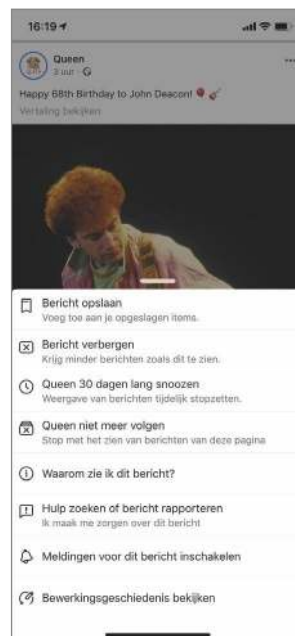 16:19
Queen
3 uur
Happy 68th Birthday to John Deacon!
Vertaling bekijken
Bericht opslaan
Voeg toe aan je opgeslagen items.
Bericht verbergen
Krijg minder berichten zoals dit te zien.
Queen 30 dagen lang snoozen
Weergave van berichten tijdelijk stopzetten.
Queen niet meer volgen
Stop met het zien van berichten van deze pagina
Waarom zie ik dit bericht?
Hulp zoeken of bericht rapporteren
Ik maak me zorgen over dit bericht
Meldingen voor dit bericht inschakelen
Bewerkingsgeschiedenis bekijken